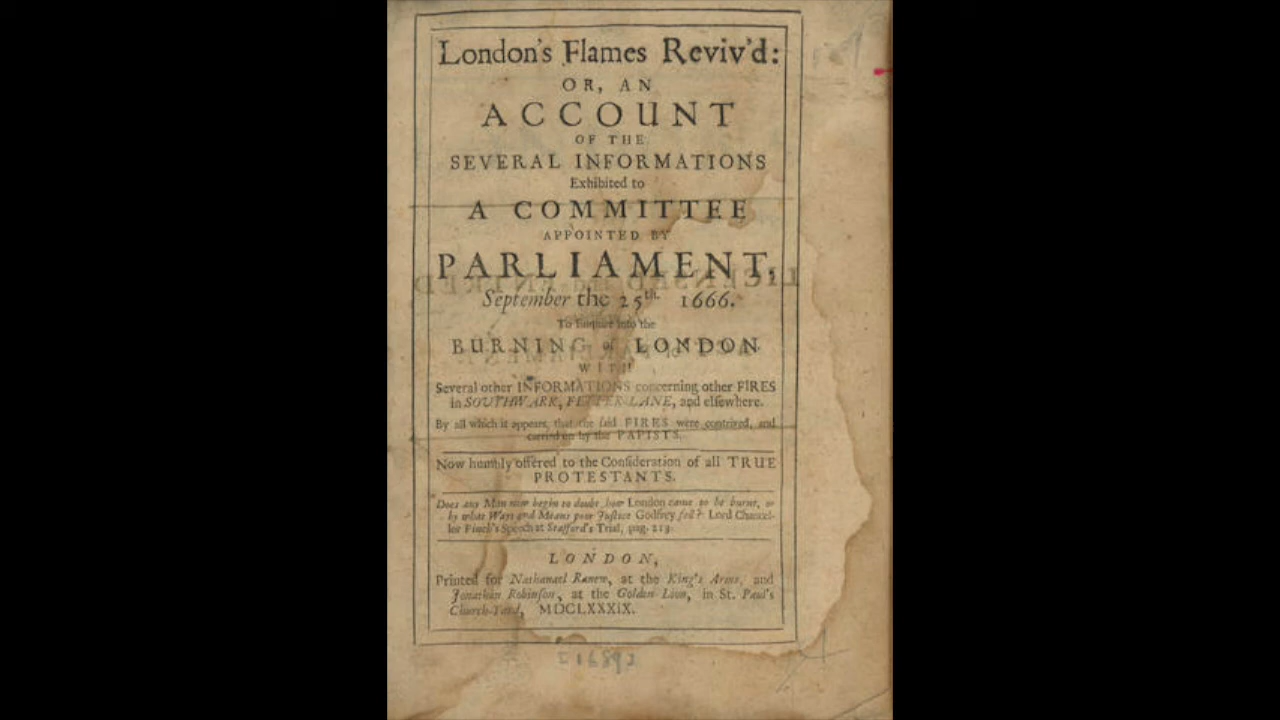 London's Flames Reviv'd:
OR, AN
ACCOUNT
OF THE
SEVERAL INFORMATIONS
Exhibited to
A COMMITTEE
APPOINTED BY
PARLIAMENT,
September the 25th. 1666.
To Inquire into the
BURNING of LONDON
WITH
Several other INFORMATIONS concerning other FIRES
in SOUTHWARK, FETTER-LANE, and elsewhere.
By all which it appears, that the said FIRES were contrived, and
carried on by the PAPISTS.
Now humbly offered to the Consideration of all TRUE
PROTESTANTS.
Does any Man now begin to doubt how London came to be burnt, or
by what Ways and Means poor Justice Godfrey fell? Lord Chancel-
lor Finch's Speech at Stafford's Trial, pag. 213.
LONDON,
Printed for Nathanael Ranew, at the King's Arms, and
Jonathan Robinson, at the Golden-Lion, in St. Paul's
Church-Yard, MDCLXXXIX.